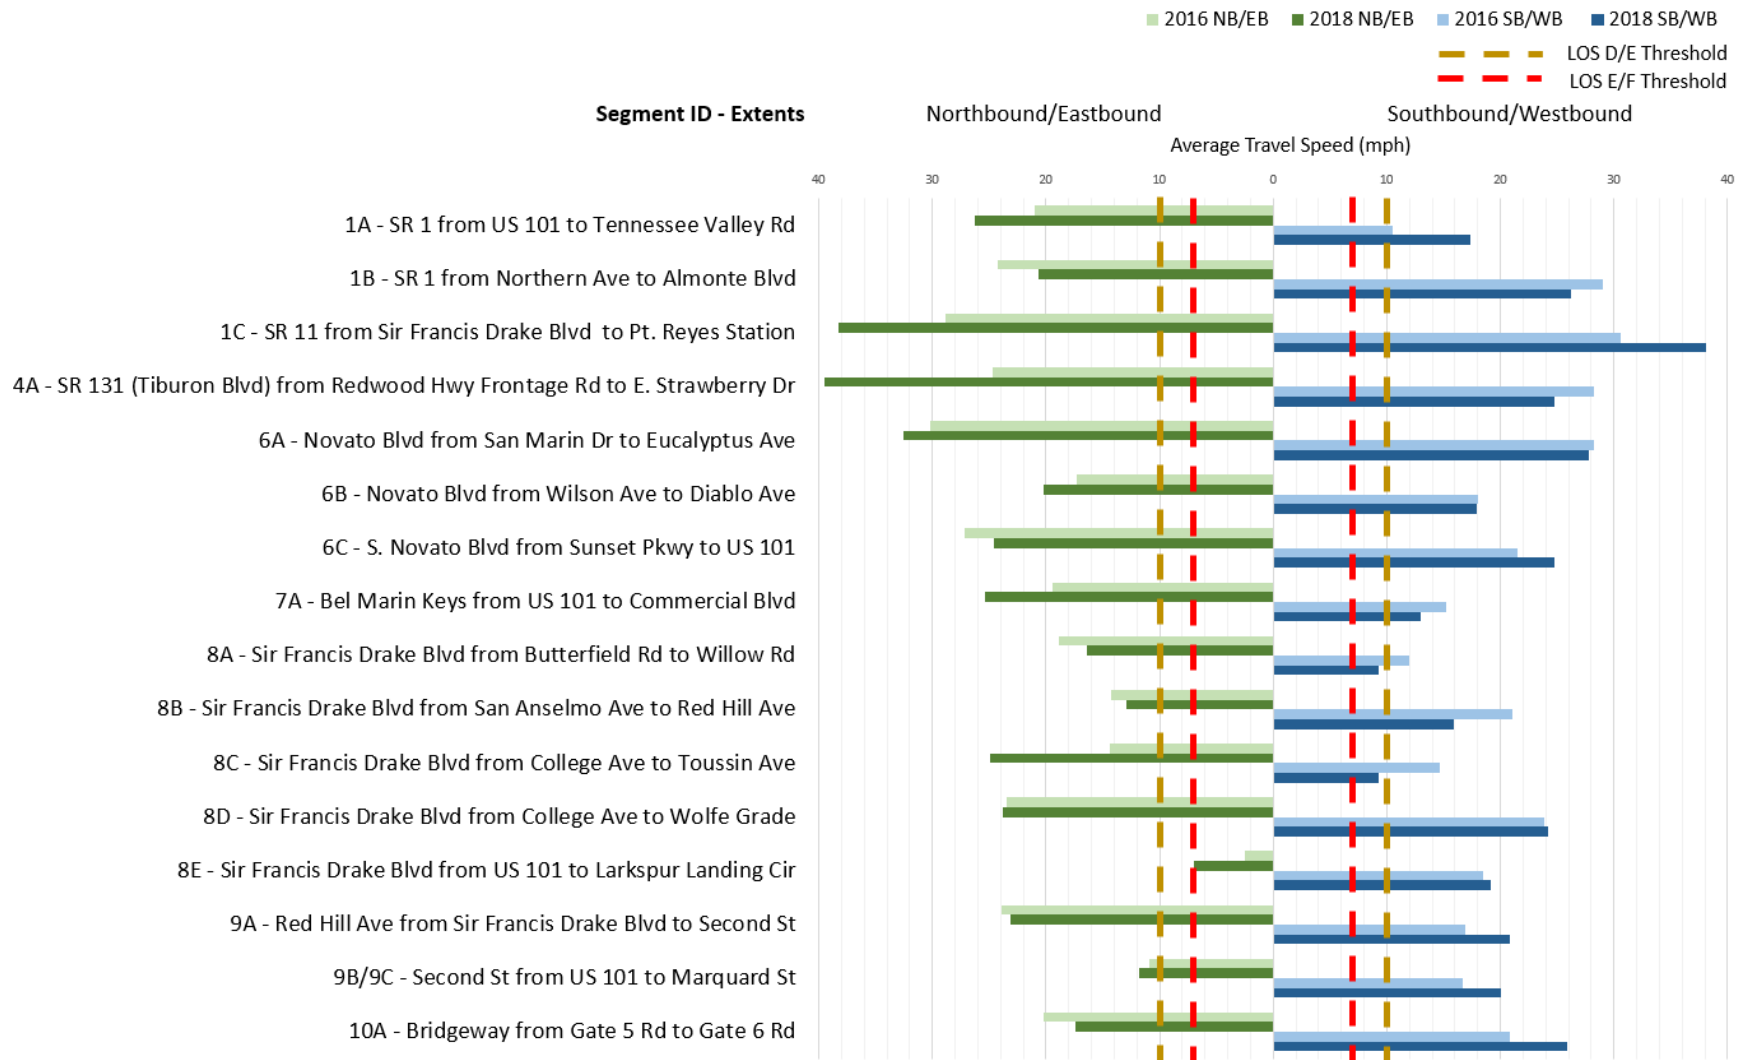 2016 NB/EB 2018 NB/EB 2016 SB/WB 2018 SB/WB
LOS D/E Threshold
LOS E/F Threshold
Segment ID - Extents Northbound/Eastbound Southbound/Westbound
Average Travel Speed (mph)
40 30 20 10 0 10 20 30 40
1A - SR 1 from US 101 to Tennessee Valley Rd
1B - SR 1 from Northern Ave to Almonte Blvd
1C - SR 11 from Sir Francis Drake Blvd to Pt. Reyes Station
4A - SR 131 (Tiburon Blvd) from Redwood Hwy Frontage Rd to E. Strawberry Dr
6A - Novato Blvd from San Marin Dr to Eucalyptus Ave
6B - Novato Blvd from Wilson Ave to Diablo Ave
6C - S. Novato Blvd from Sunset Pkwy to US 101
7A - Bel Marin Keys from US 101 to Commercial Blvd
8A - Sir Francis Drake Blvd from Butterfield Rd to Willow Rd
8B - Sir Francis Drake Blvd from San Anselmo Ave to Red Hill Ave
8C - Sir Francis Drake Blvd from College Ave to Toussin Ave
8D - Sir Francis Drake Blvd from College Ave to Wolfe Grade
8E - Sir Francis Drake Blvd from US 101 to Larkspur Landing Cir
9A - Red Hill Ave from Sir Francis Drake Blvd to Second St
9B/9C - Second St from US 101 to Marquard St
10A - Bridgeway from Gate 5 Rd to Gate 6 Rd